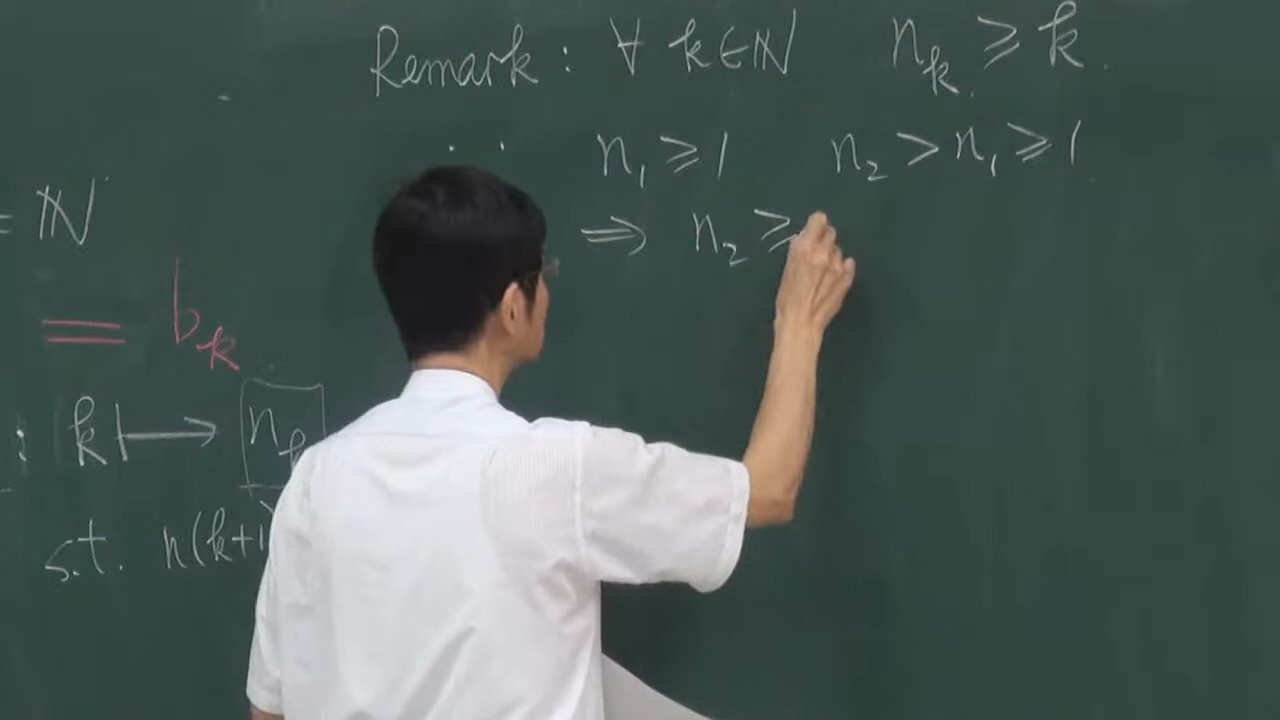 Remark : ∀ k∈ℕ n_k ≥ k.
∵ n_1 ≥ 1 n_2 > n_1 ≥ 1
⇒ n_2 ≥
= ℕ
= b_k
: k ↦ n_k
s.t. n(k+1)